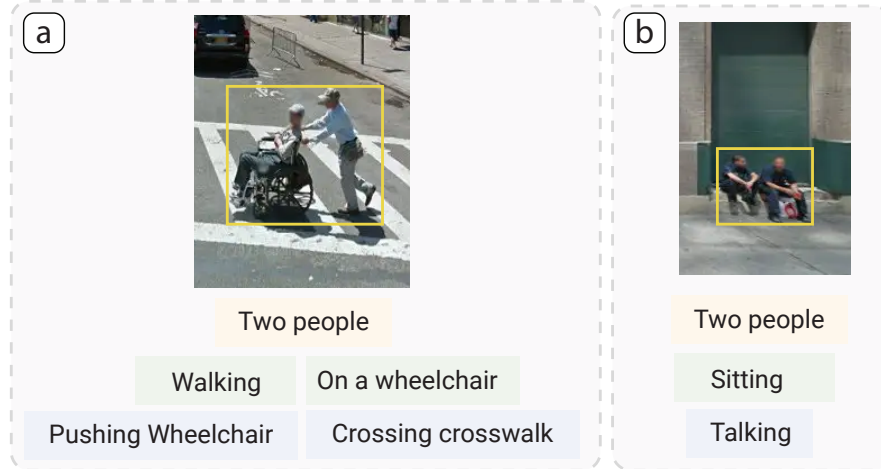 a
Two people
Walking
On a wheelchair
Pushing Wheelchair
Crossing crosswalk
b
Two people
Sitting
Talking